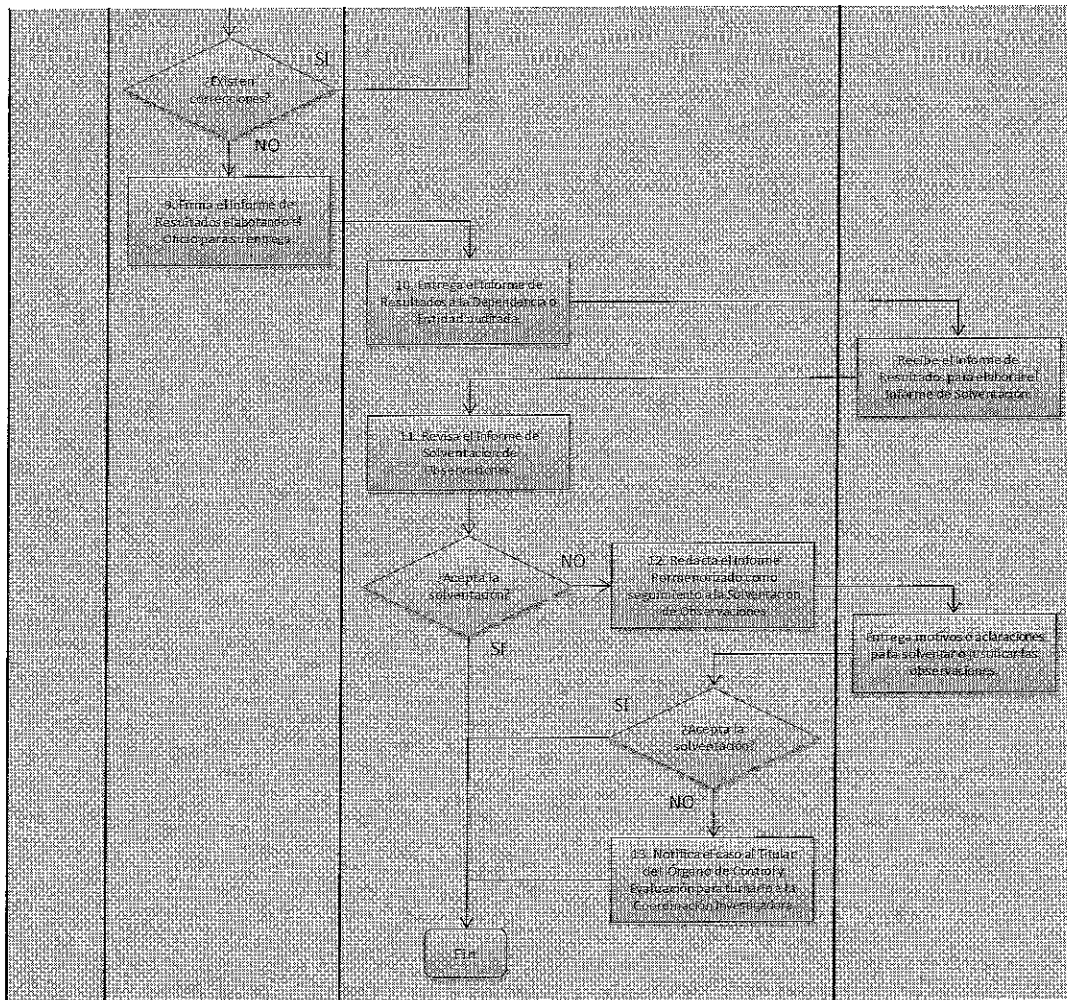 SI
¿Existen
correcciones?
NO
9. Firma el Informe de
Resultados elaborando el
Oficio para su entrega
10. Entrega el Informe de
Resultados a la Dependencia o
Entidad auditada
Recibe el Informe de
Resultados para elaborar el
Informe de Solventación
11. Revisa el Informe de
Solventación de
Observaciones
¿Acepta la
solventación?
NO
12. Redacta el Informe
Pormenorizado como
seguimiento a la Solventación
de Observaciones
SI
Entrega motivos o aclaraciones
para solventar o justificar las
observaciones
SI
¿Acepta la
solventación?
NO
13. Notifica el caso al Titular
del Órgano de Control y
Evaluación para turnarlo a la
Coordinación Investigadora
Fin